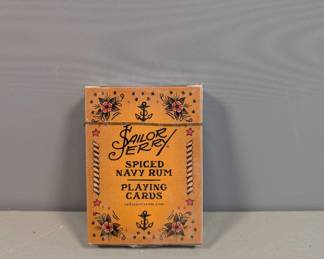 Sailor
Jerry
SPICED
NAVY RUM
PLAYING
CARDS